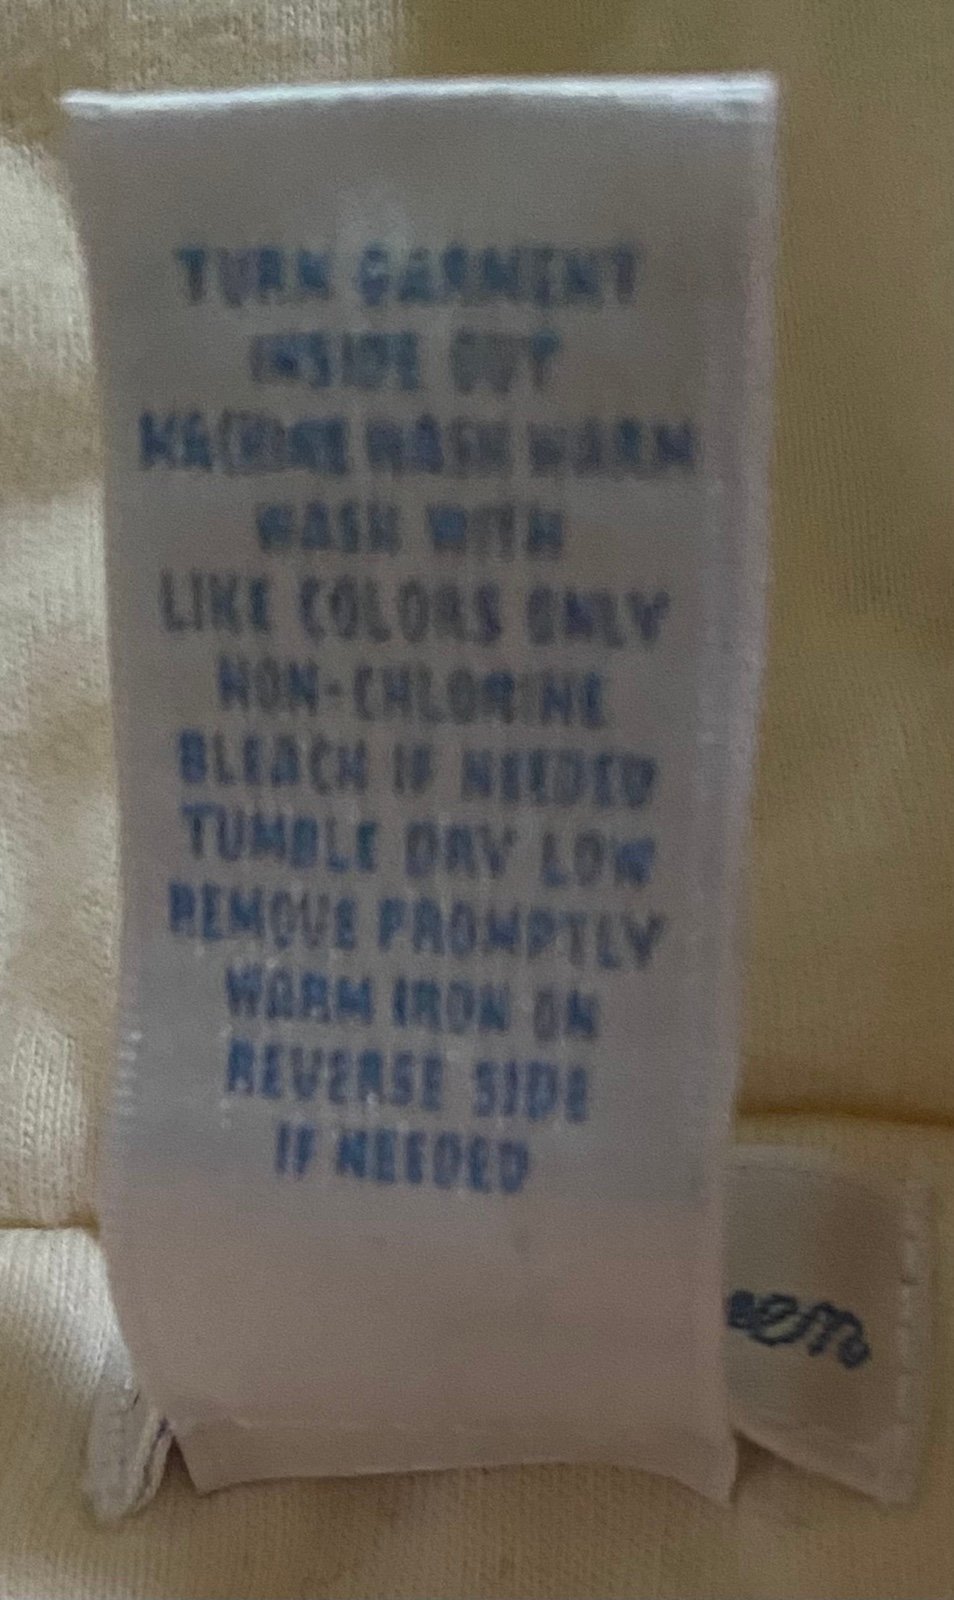 TURN GARMENT
INSIDE OUT
MACHINE WASH WARM
WASH WITH
LIKE COLORS ONLY
NON-CHLORINE
BLEACH IF NEEDED
TUMBLE DRY LOW
REMOVE PROMPTLY
WARM IRON ON
REVERSE SIDE
IF NEEDED